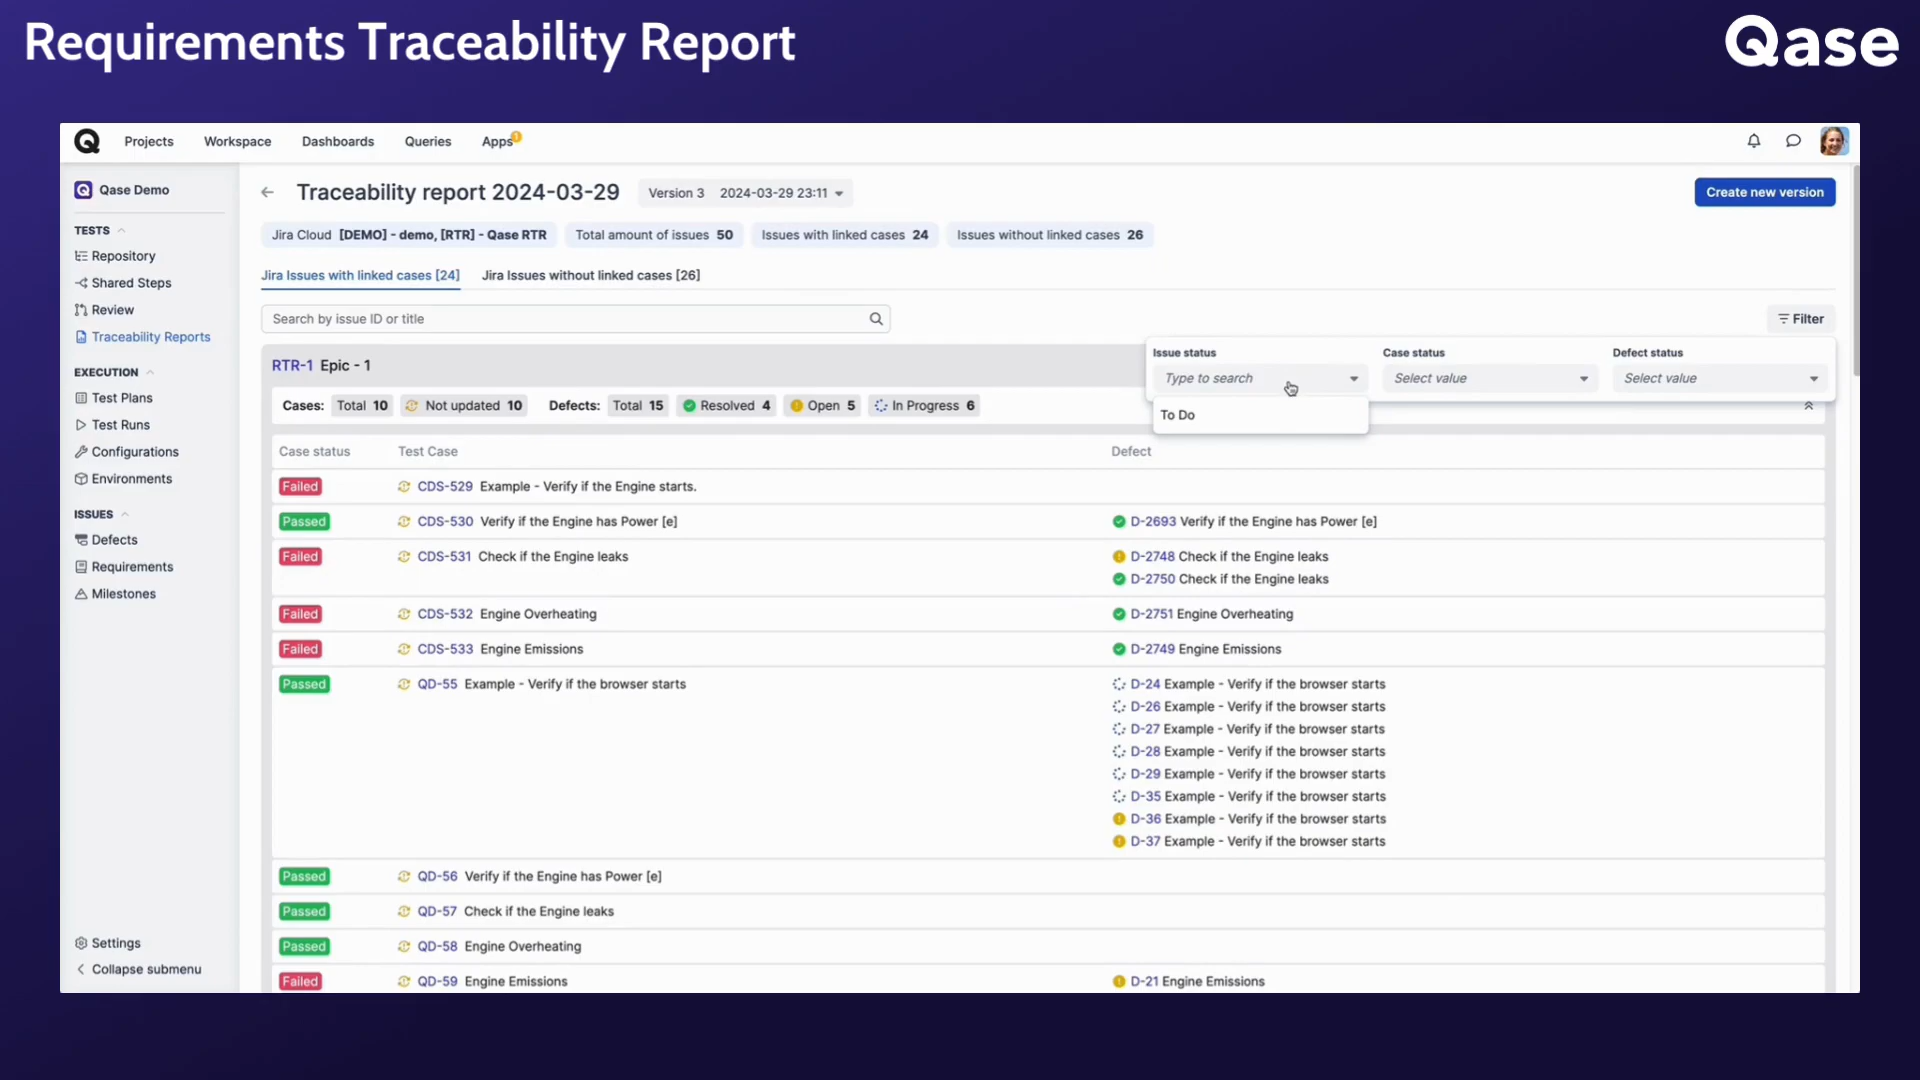 Requirements Traceability Report
Qase
Projects Workspace Dashboards Queries Apps
Qase Demo
TESTS
Repository
Shared Steps
Review
Traceability Reports
EXECUTION
Test Plans
Test Runs
Configurations
Environments
ISSUES
Defects
Requirements
Milestones
Settings
Collapse submenu
Traceability report 2024-03-29 Version 3 2024-03-29 23:11 Create new version
Jira Cloud [DEMO] - demo, [RTR] - Qase RTR Total amount of issues 50 Issues with linked cases 24 Issues without linked cases 26
Jira Issues with linked cases [24] Jira Issues without linked cases [26]
Search by issue ID or title Filter
Issue status Case status Defect status
Type to search Select value Select value
To Do
RTR-1 Epic - 1
Cases: Total 10 Not updated 10 Defects: Total 15 Resolved 4 Open 5 In Progress 6
Case status Test Case Defect
Failed CDS-529 Example - Verify if the Engine starts.
Passed CDS-530 Verify if the Engine has Power [e] D-2693 Verify if the Engine has Power [e]
Failed CDS-531 Check if the Engine leaks D-2748 Check if the Engine leaks
D-2750 Check if the Engine leaks
Failed CDS-532 Engine Overheating D-2751 Engine Overheating
Failed CDS-533 Engine Emissions D-2749 Engine Emissions
Passed QD-55 Example - Verify if the browser starts D-24 Example - Verify if the browser starts
D-26 Example - Verify if the browser starts
D-27 Example - Verify if the browser starts
D-28 Example - Verify if the browser starts
D-29 Example - Verify if the browser starts
D-35 Example - Verify if the browser starts
D-36 Example - Verify if the browser starts
D-37 Example - Verify if the browser starts
Passed QD-56 Verify if the Engine has Power [e]
Passed QD-57 Check if the Engine leaks
Passed QD-58 Engine Overheating
Failed QD-59 Engine Emissions D-21 Engine Emissions